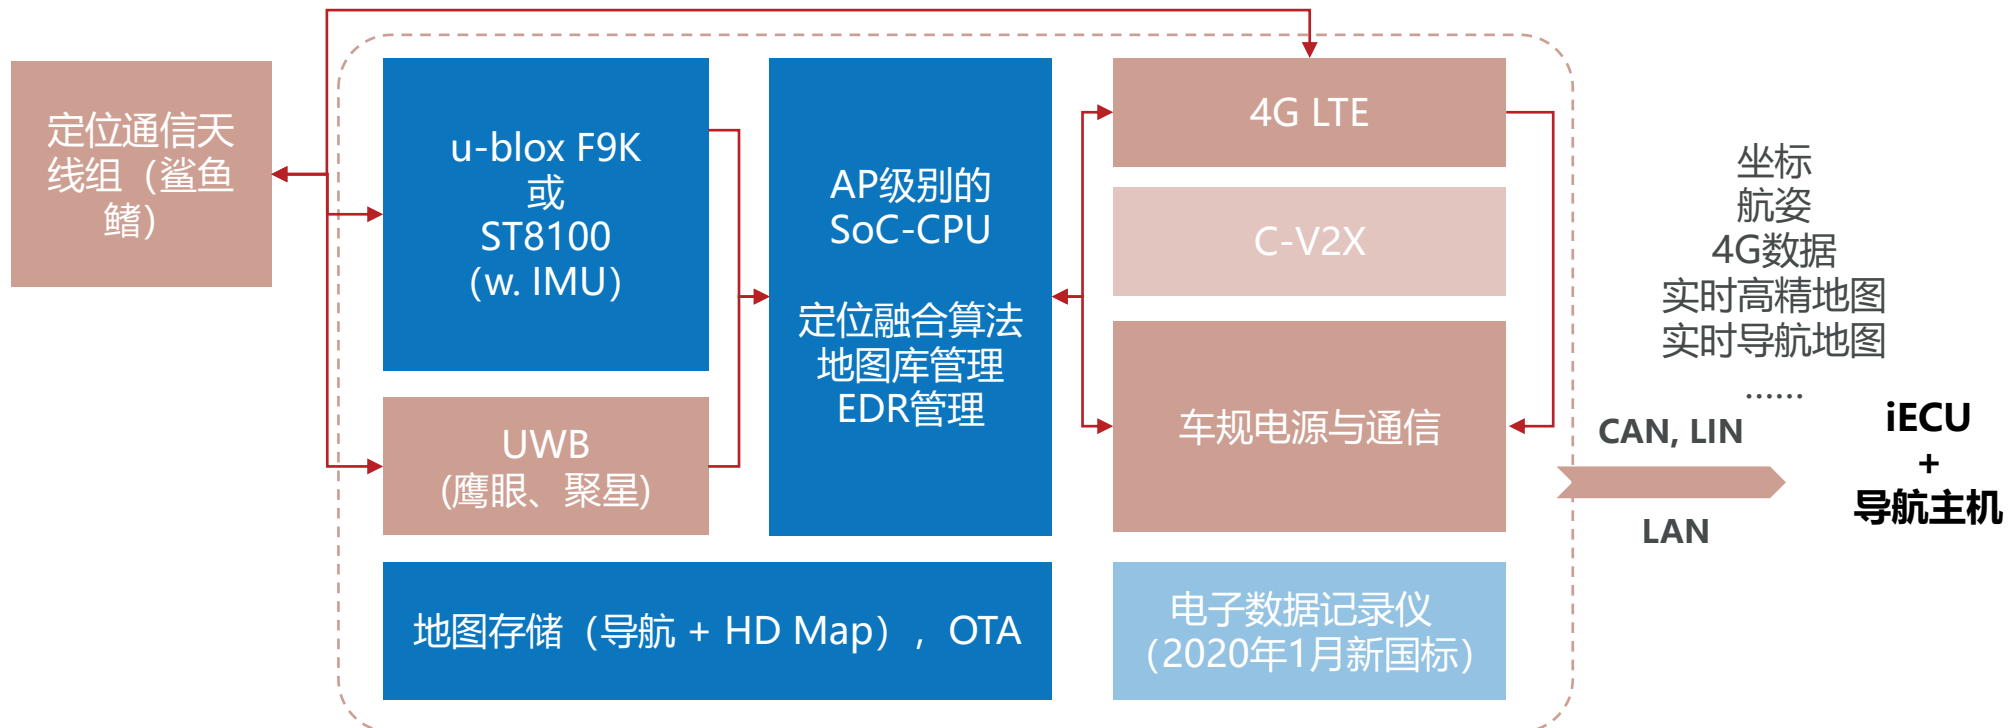 定位通信天
线组（鲨鱼
鳍）
u-blox F9K
或
ST8100
（w. IMU）
UWB
(鹰眼、聚星)
AP级别的
SoC-CPU
定位融合算法
地图库管理
EDR管理
4G LTE
C-V2X
车规电源与通信
地图存储（导航 + HD Map），OTA
电子数据记录仪
（2020年1月新国标）
坐标
航姿
4G数据
实时高精地图
实时导航地图
......
CAN, LIN
LAN
iECU
+
导航主机